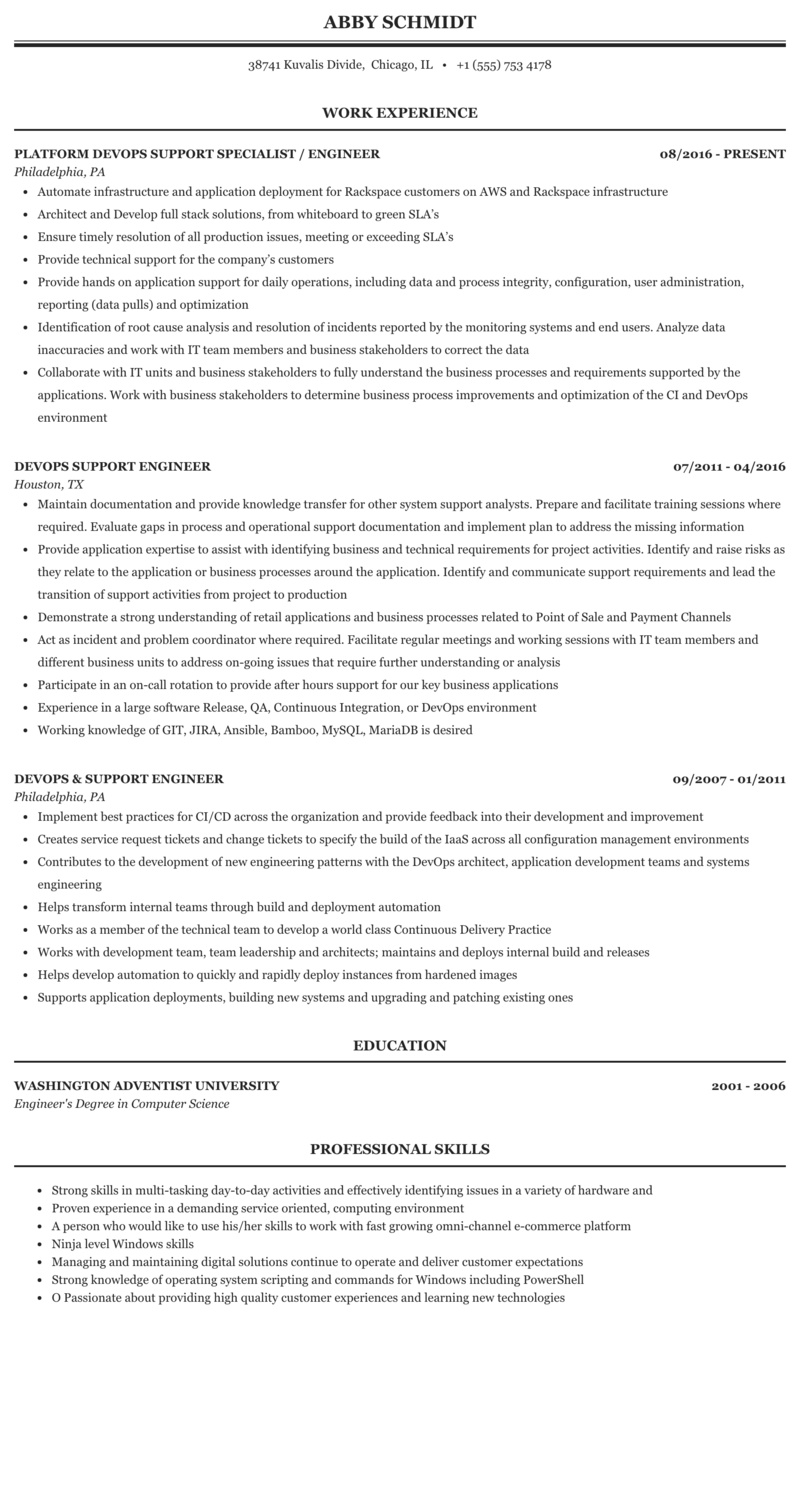 ABBY SCHMIDT
38741 Kuvalis Divide, Chicago, IL • +1 (555) 753 4178
WORK EXPERIENCE
PLATFORM DEVOPS SUPPORT SPECIALIST / ENGINEER 08/2016 - PRESENT
Philadelphia, PA
• Automate infrastructure and application deployment for Rackspace customers on AWS and Rackspace infrastructure
• Architect and Develop full stack solutions, from whiteboard to green SLA’s
• Ensure timely resolution of all production issues, meeting or exceeding SLA’s
• Provide technical support for the company’s customers
• Provide hands on application support for daily operations, including data and process integrity, configuration, user administration,
reporting (data pulls) and optimization
• Identification of root cause analysis and resolution of incidents reported by the monitoring systems and end users. Analyze data
inaccuracies and work with IT team members and business stakeholders to correct the data
• Collaborate with IT units and business stakeholders to fully understand the business processes and requirements supported by the
applications. Work with business stakeholders to determine business process improvements and optimization of the CI and DevOps
environment
DEVOPS SUPPORT ENGINEER 07/2011 - 04/2016
Houston, TX
• Maintain documentation and provide knowledge transfer for other system support analysts. Prepare and facilitate training sessions where
required. Evaluate gaps in process and operational support documentation and implement plan to address the missing information
• Provide application expertise to assist with identifying business and technical requirements for project activities. Identify and raise risks as
they relate to the application or business processes around the application. Identify and communicate support requirements and lead the
transition of support activities from project to production
• Demonstrate a strong understanding of retail applications and business processes related to Point of Sale and Payment Channels
• Act as incident and problem coordinator where required. Facilitate regular meetings and working sessions with IT team members and
different business units to address on-going issues that require further understanding or analysis
• Participate in an on-call rotation to provide after hours support for our key business applications
• Experience in a large software Release, QA, Continuous Integration, or DevOps environment
• Working knowledge of GIT, JIRA, Ansible, Bamboo, MySQL, MariaDB is desired
DEVOPS & SUPPORT ENGINEER 09/2007 - 01/2011
Philadelphia, PA
• Implement best practices for CI/CD across the organization and provide feedback into their development and improvement
• Creates service request tickets and change tickets to specify the build of the IaaS across all configuration management environments
• Contributes to the development of new engineering patterns with the DevOps architect, application development teams and systems
engineering
• Helps transform internal teams through build and deployment automation
• Works as a member of the technical team to develop a world class Continuous Delivery Practice
• Works with development team, team leadership and architects; maintains and deploys internal build and releases
• Helps develop automation to quickly and rapidly deploy instances from hardened images
• Supports application deployments, building new systems and upgrading and patching existing ones
EDUCATION
WASHINGTON ADVENTIST UNIVERSITY 2001 - 2006
Engineer's Degree in Computer Science
PROFESSIONAL SKILLS
• Strong skills in multi-tasking day-to-day activities and effectively identifying issues in a variety of hardware and
• Proven experience in a demanding service oriented, computing environment
• A person who would like to use his/her skills to work with fast growing omni-channel e-commerce platform
• Ninja level Windows skills
• Managing and maintaining digital solutions continue to operate and deliver customer expectations
• Strong knowledge of operating system scripting and commands for Windows including PowerShell
• O Passionate about providing high quality customer experiences and learning new technologies